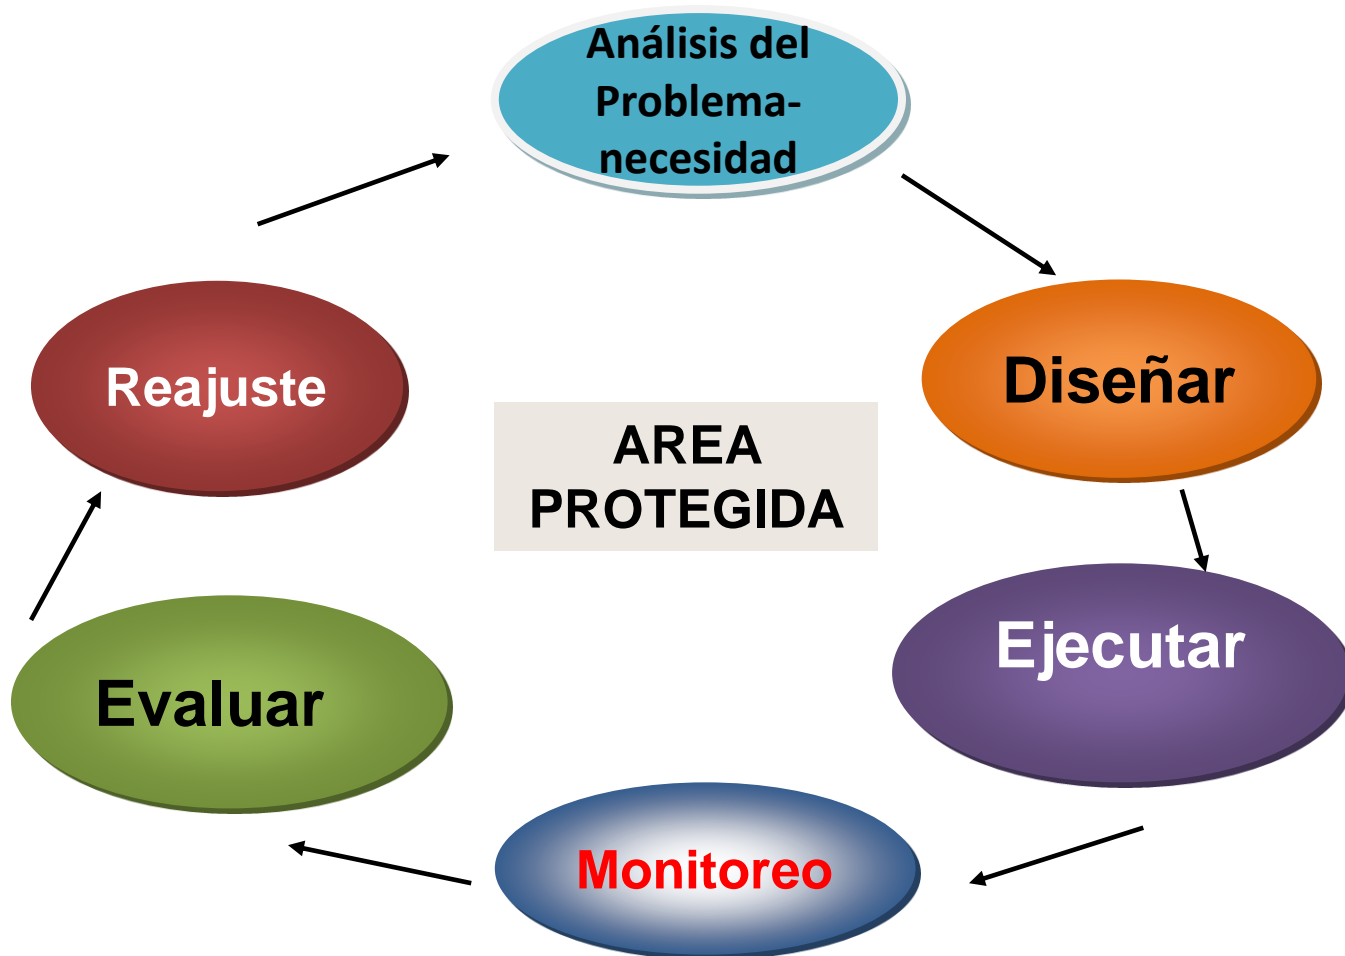 Análisis del
Problema-
necesidad
Diseñar
Ejecutar
Monitoreo
Evaluar
Reajuste
AREA
PROTEGIDA